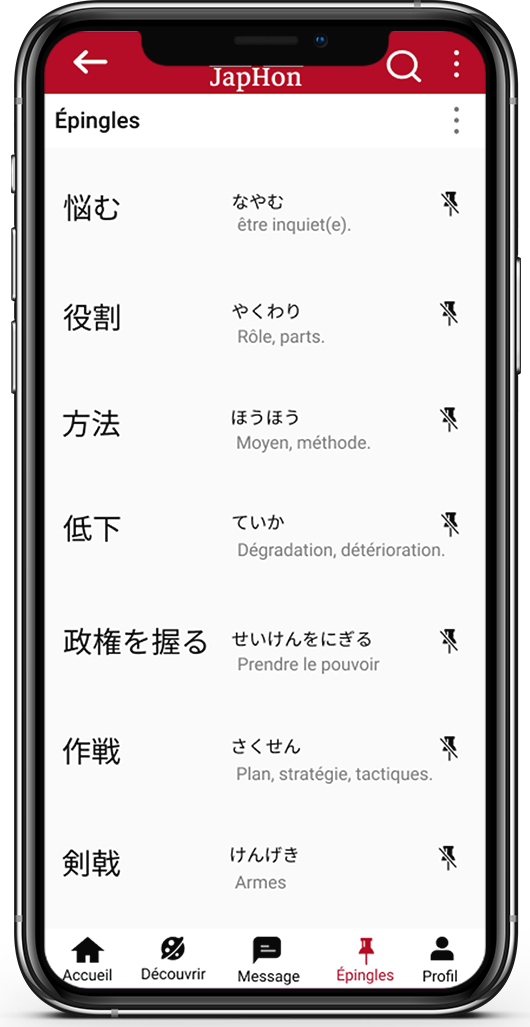 JapHon
Épingles
悩む
なやむ
être inquiet(e).
役割
やくわり
Rôle, parts.
方法
ほうほう
Moyen, méthode.
低下
ていか
Dégradation, détérioration.
政権を握る
せいけんをにぎる
Prendre le pouvoir
作戦
さくせん
Plan, stratégie, tactiques.
剣戟
けんげき
Armes
Accueil
Découvrir
Message
Épingles
Profil